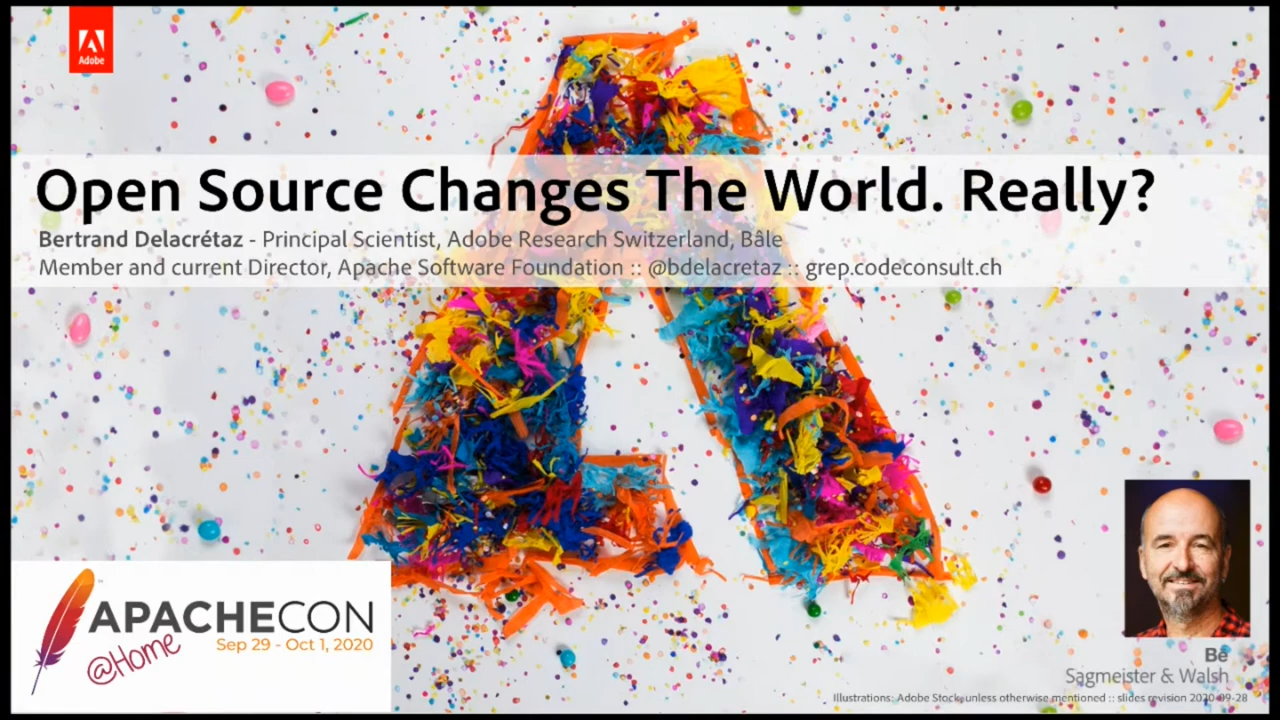 Adobe
Open Source Changes The World. Really?
Bertrand Delacrétaz - Principal Scientist, Adobe Research Switzerland, Bâle
Member and current Director, Apache Software Foundation :: @bdelacretaz :: grep.codeconsult.ch
APACHECON
™
@Home
Sep 29 - Oct 1, 2020
Bē
Sagmeister & Walsh
Illustrations: Adobe Stock, unless otherwise mentioned :: slides revision 2020-09-28